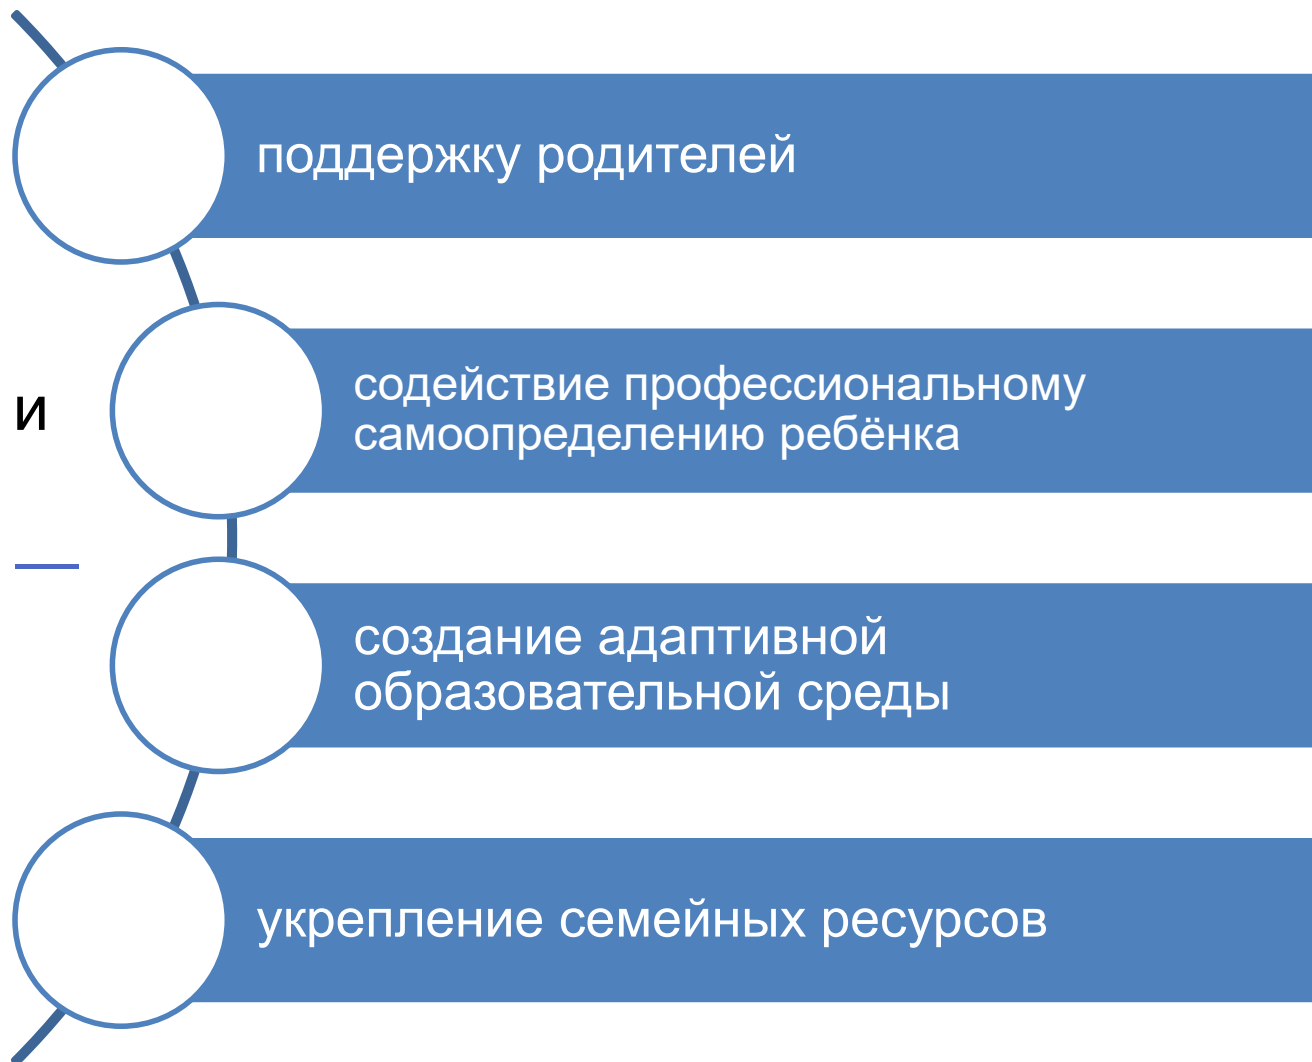 поддержку родителей
и
содействие профессиональному
самоопределению ребёнка
создание адаптивной
образовательной среды
укрепление семейных ресурсов